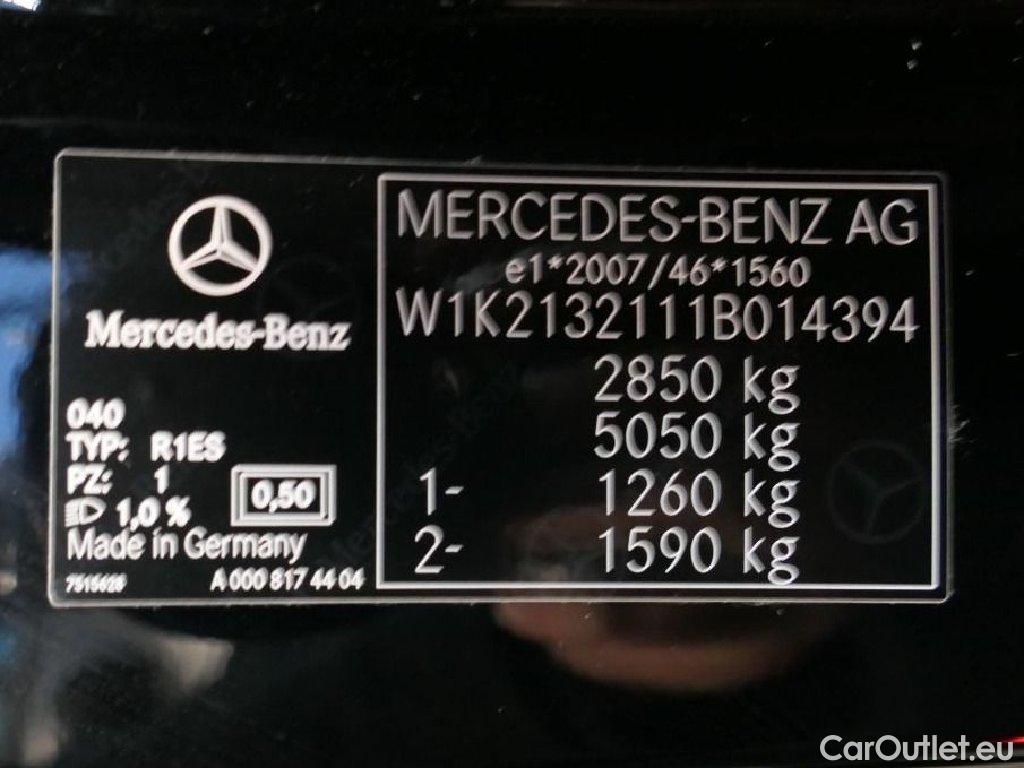 Mercedes-Benz
040
TYP: R1ES
PZ: 1
1,0 %
0,50
Made in Germany
7515628
A 000 817 44 04
MERCEDES-BENZ AG
e1*2007/46*1560
W1K2132111B014394
2850 kg
5050 kg
1- 1260 kg
2- 1590 kg
CarOutlet.eu